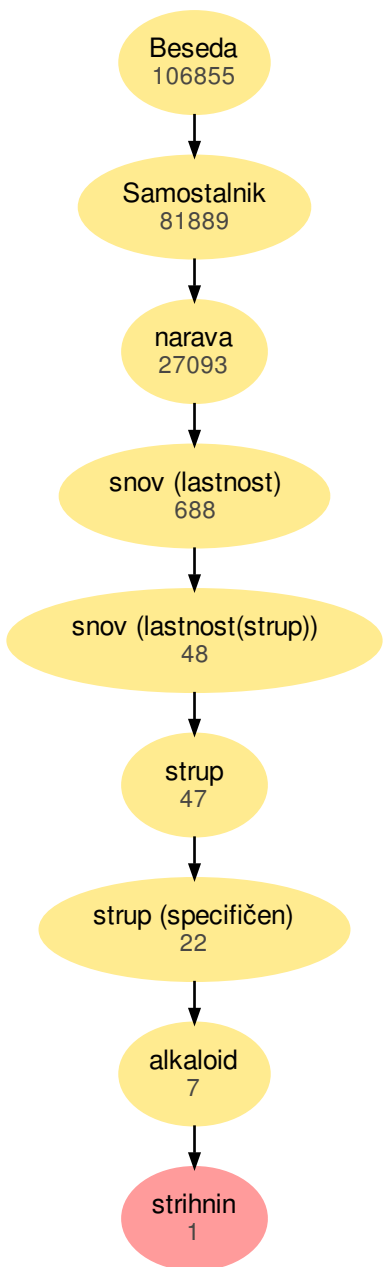 Beseda
106855
Samostalnik
81889
narava
27093
snov (lastnost)
688
snov (lastnost(strup))
48
strup
47
strup (specifičen)
22
alkaloid
7
strihnin
1